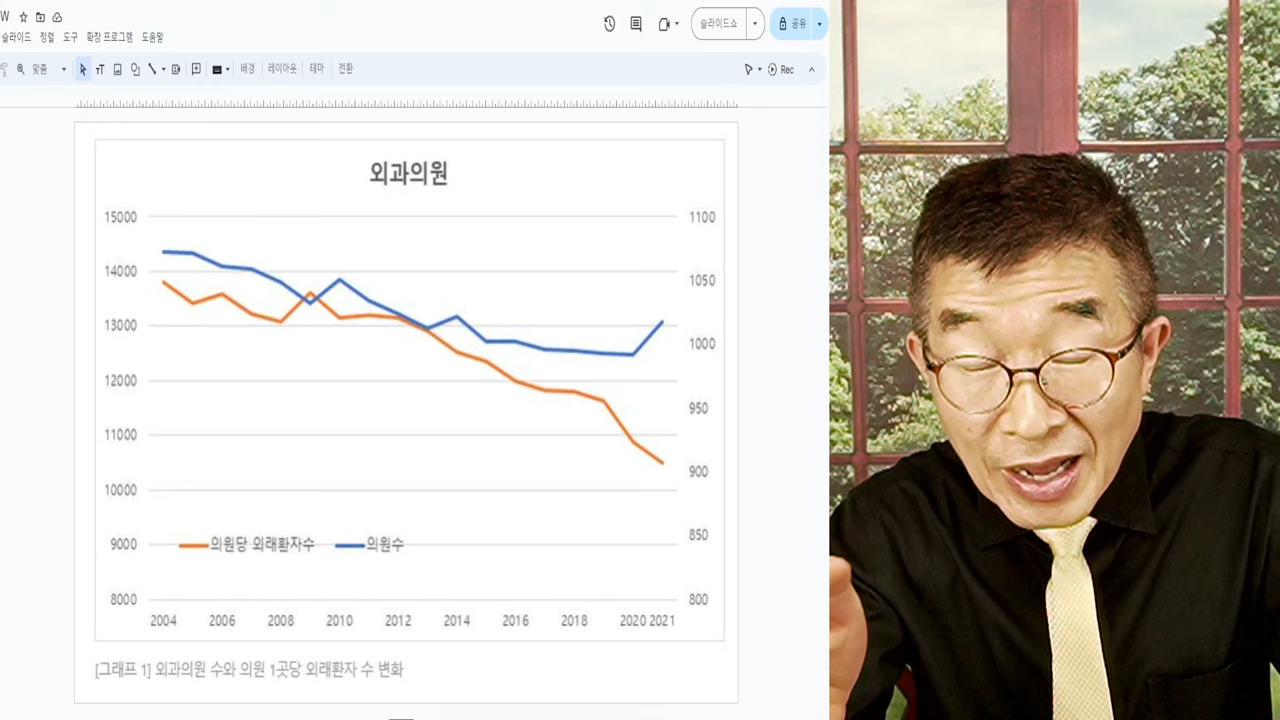 W
슬라이드쇼
공유
슬라이드 정렬 도구 확장 프로그램 도움말
맞춤
배경 레이아웃 테마 전환
Rec
외과의원
15000
14000
13000
12000
11000
10000
9000
8000
1100
1050
1000
950
900
850
800
의원당 외래환자수 의원수
2004 2006 2008 2010 2012 2014 2016 2018 2020 2021
[그래프 1] 외과의원 수와 의원 1곳당 외래환자 수 변화